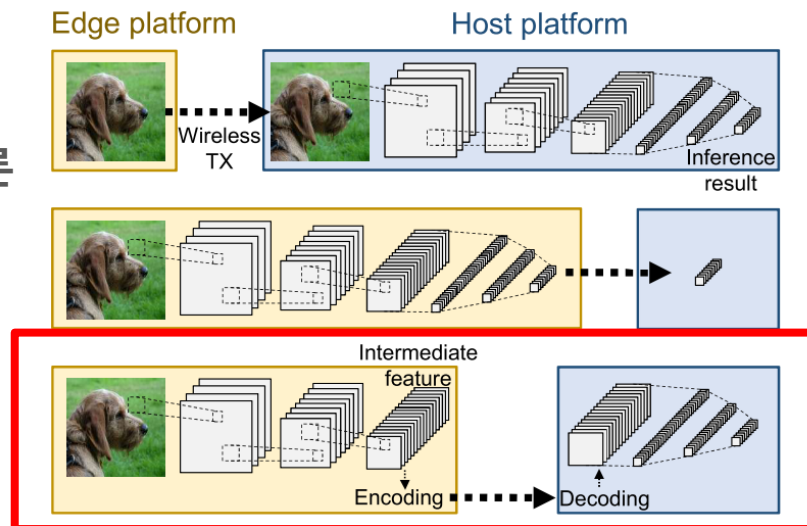 Edge platform
Host platform
Wireless
TX
Inference
result
Intermediate
feature
Encoding
Decoding